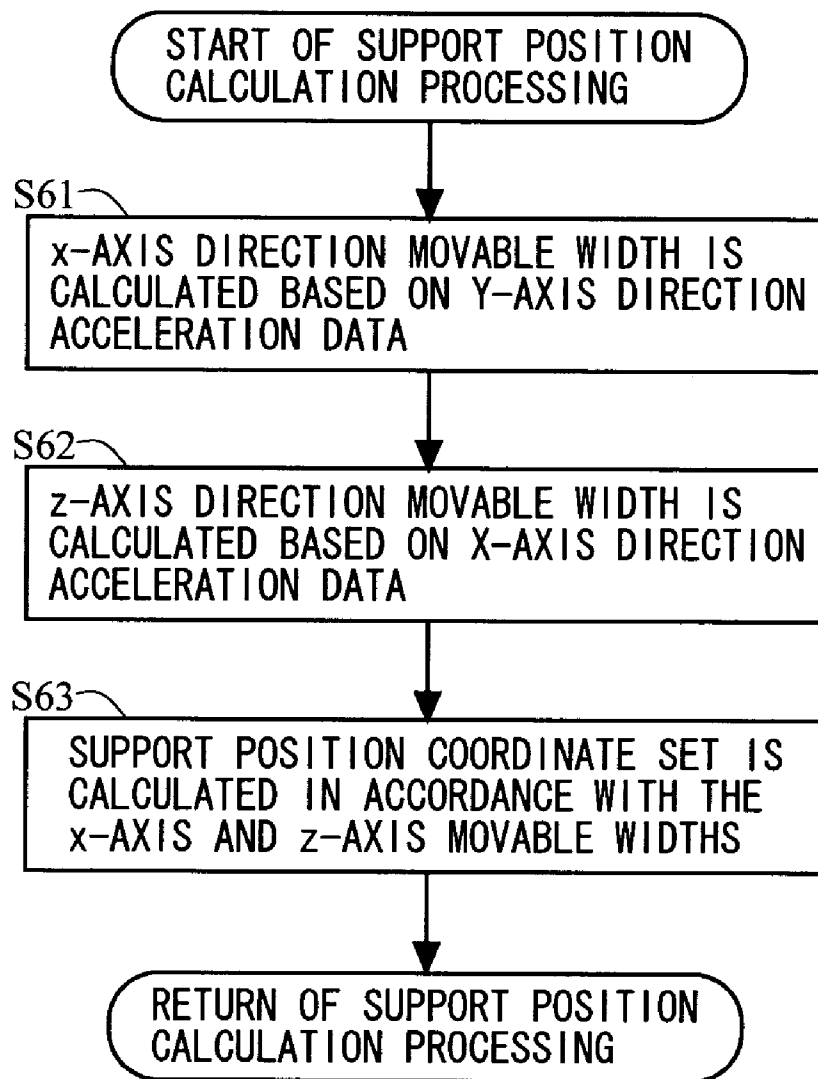 START OF SUPPORT POSITION
CALCULATION PROCESSING
S61
x-AXIS DIRECTION MOVABLE WIDTH IS
CALCULATED BASED ON Y-AXIS DIRECTION
ACCELERATION DATA
S62
z-AXIS DIRECTION MOVABLE WIDTH IS
CALCULATED BASED ON X-AXIS DIRECTION
ACCELERATION DATA
S63
SUPPORT POSITION COORDINATE SET IS
CALCULATED IN ACCORDANCE WITH THE
x-AXIS AND z-AXIS MOVABLE WIDTHS
RETURN OF SUPPORT POSITION
CALCULATION PROCESSING